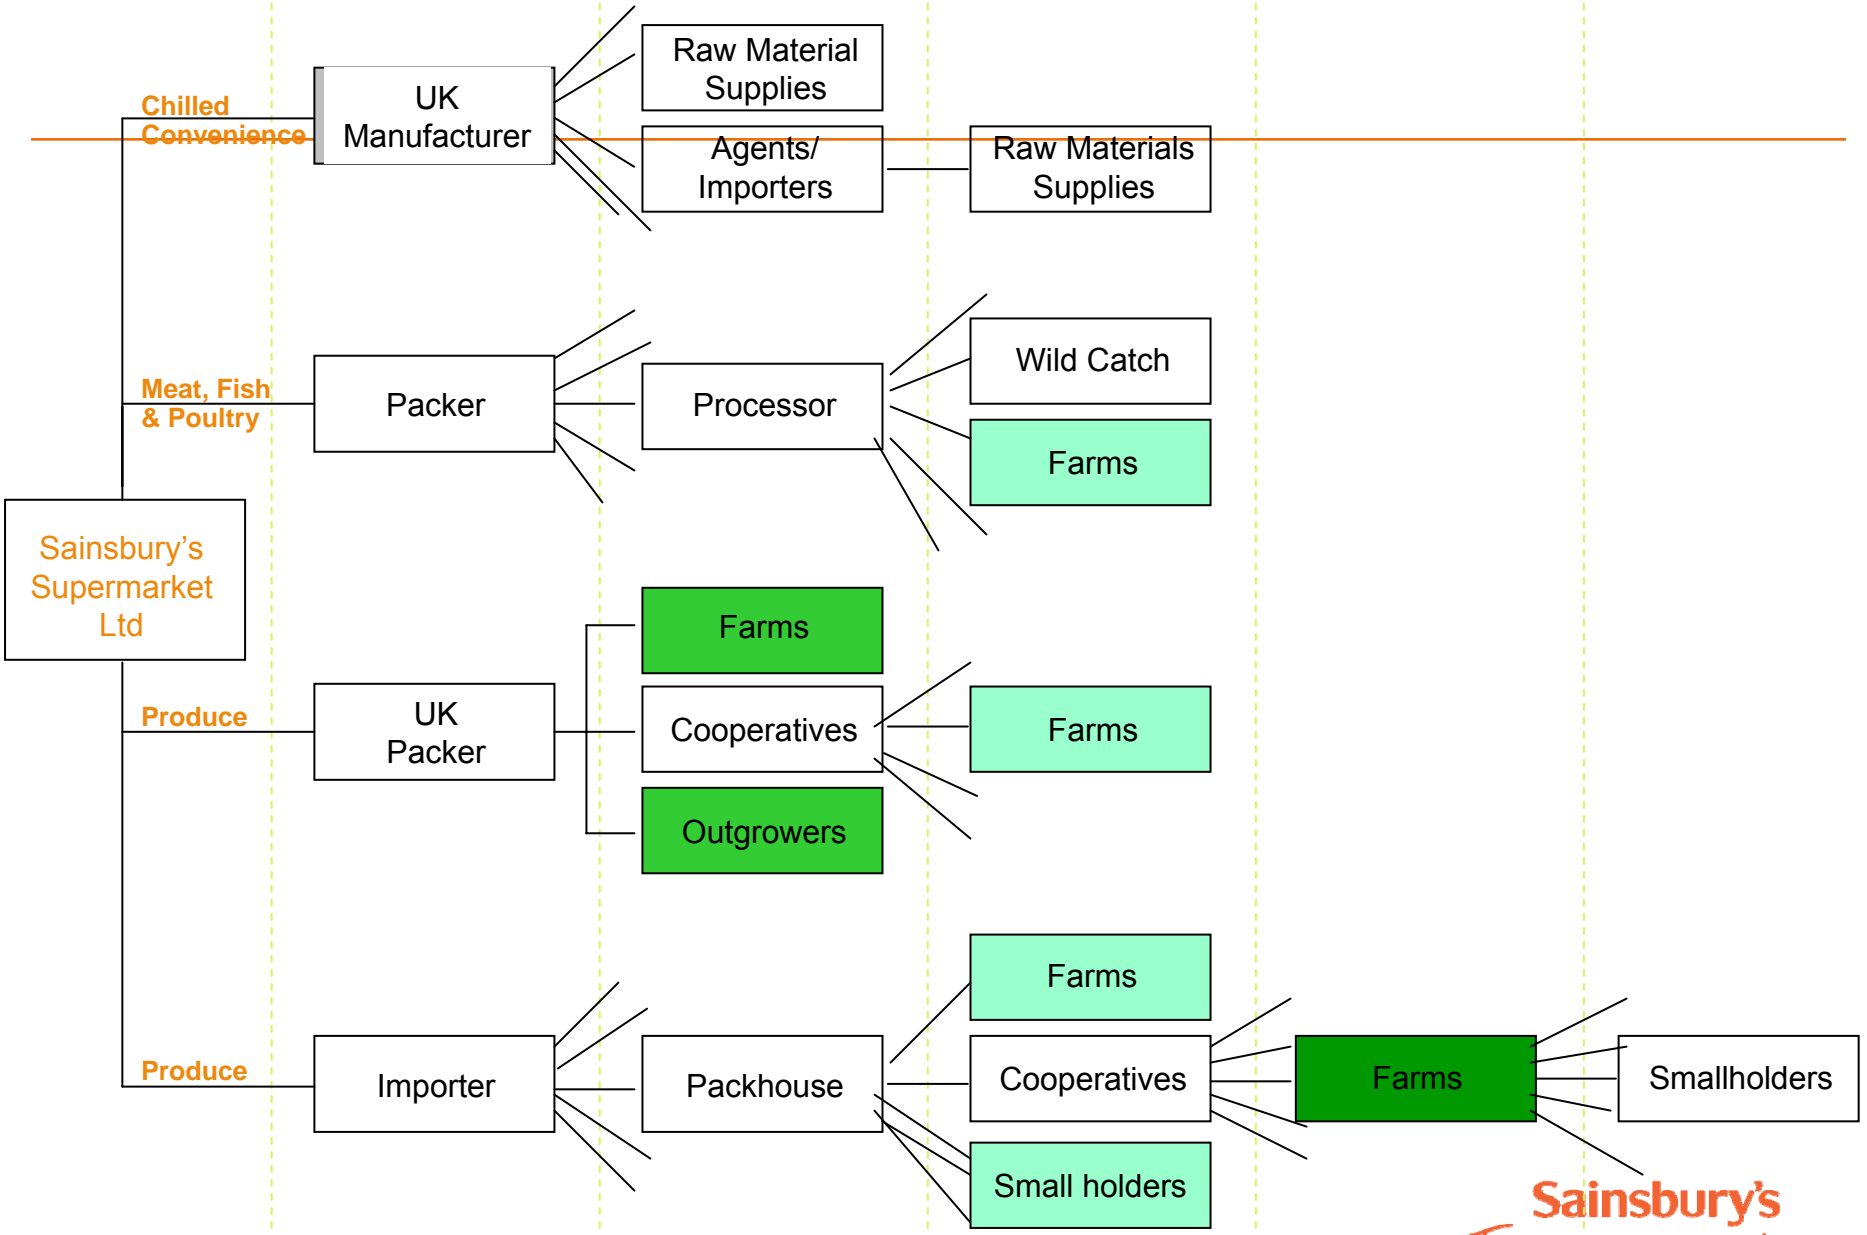 Chilled
Convenience
UK
Manufacturer
Raw Material
Supplies
Agents/
Importers
Raw Materials
Supplies
Meat, Fish
& Poultry
Packer
Processor
Wild Catch
Farms
Sainsbury’s
Supermarket
Ltd
Produce
UK
Packer
Farms
Cooperatives
Outgrowers
Farms
Produce
Importer
Packhouse
Farms
Cooperatives
Small holders
Farms
Smallholders
Sainsbury's